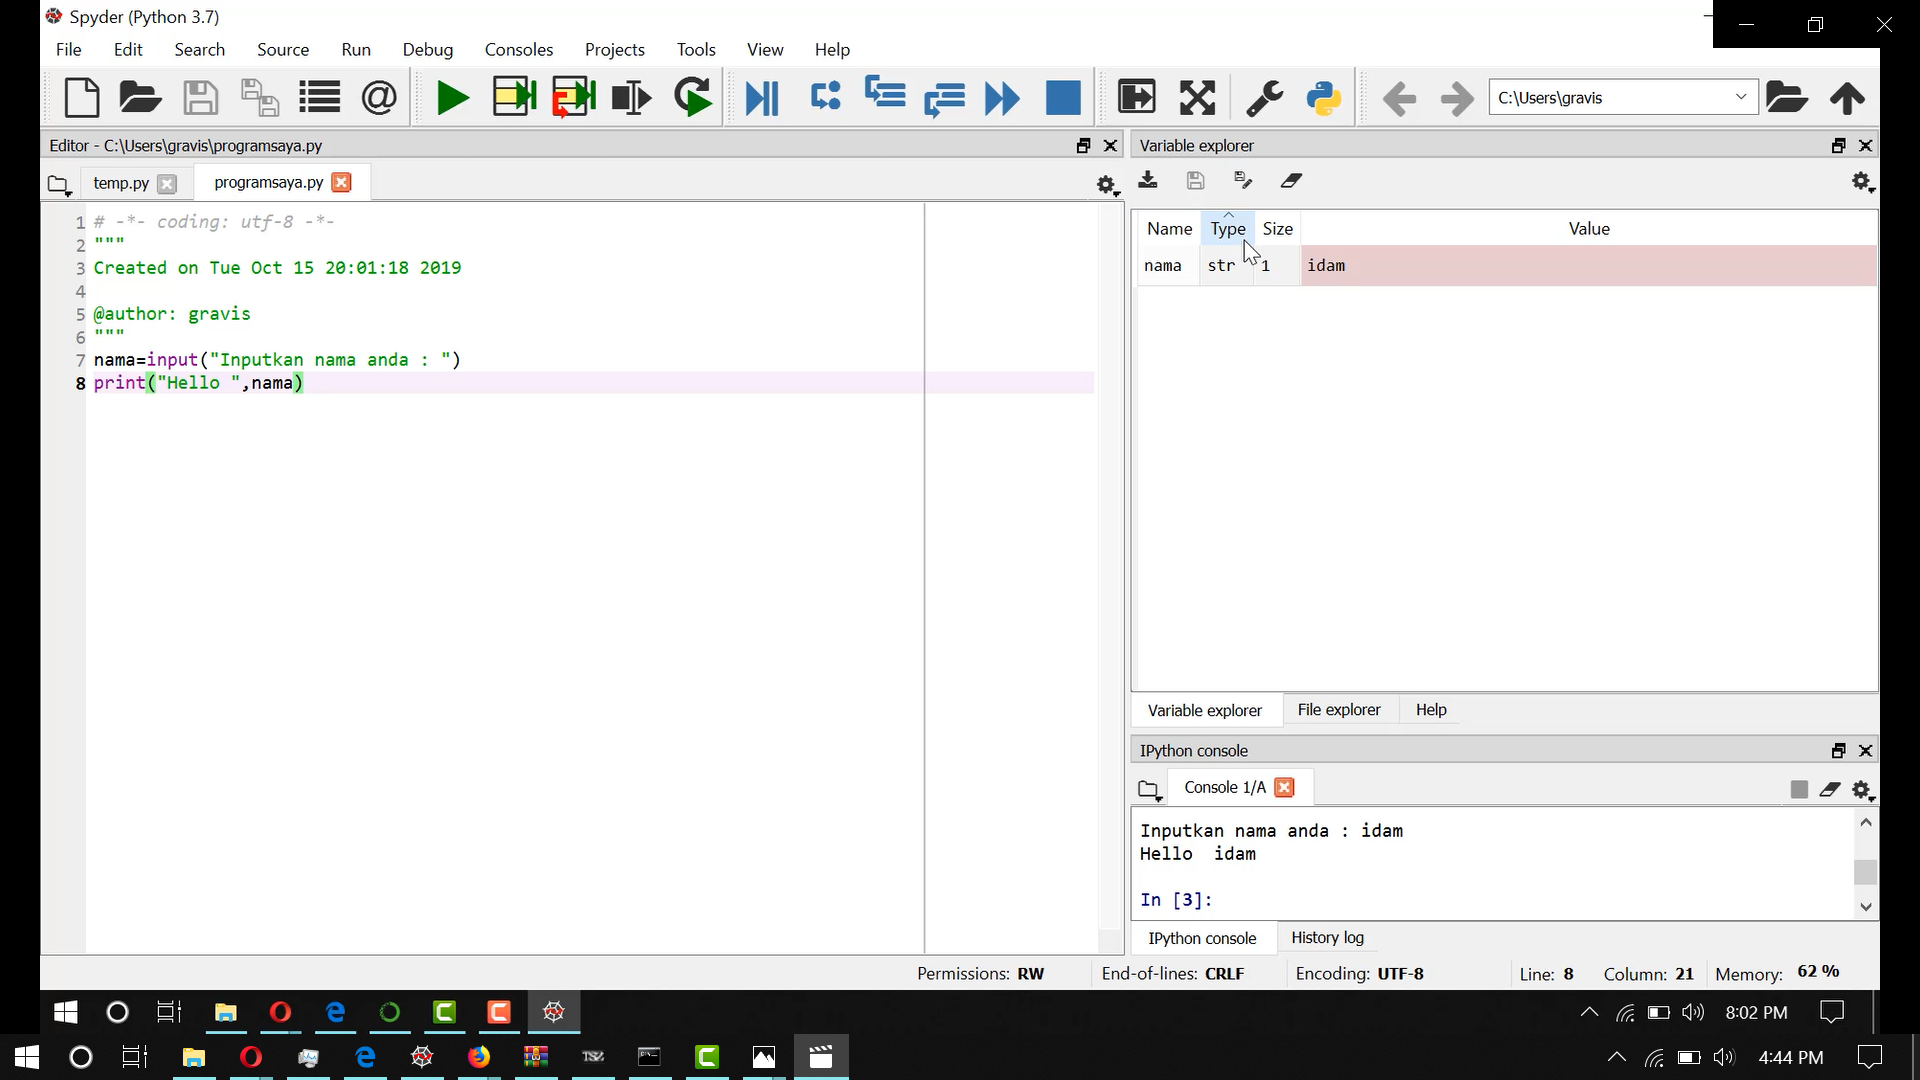 Spyder (Python 3.7)
File Edit Search Source Run Debug Consoles Projects Tools View Help
C:\Users\gravis
Editor - C:\Users\gravis\programsaya.py
temp.py programsaya.py
1 # -*- coding: utf-8 -*-
2 """
3 Created on Tue Oct 15 20:01:18 2019
4
5 @author: gravis
6 """
7 nama=input("Inputkan nama anda : ")
8 print("Hello ",nama)
Variable explorer
Name Type Size Value
nama str 1 idam
Variable explorer File explorer Help
IPython console
Console 1/A
Inputkan nama anda : idam
Hello  idam
In [3]:
IPython console History log
Permissions: RW End-of-lines: CRLF Encoding: UTF-8 Line: 8 Column: 21 Memory: 62 %
8:02 PM
4:44 PM